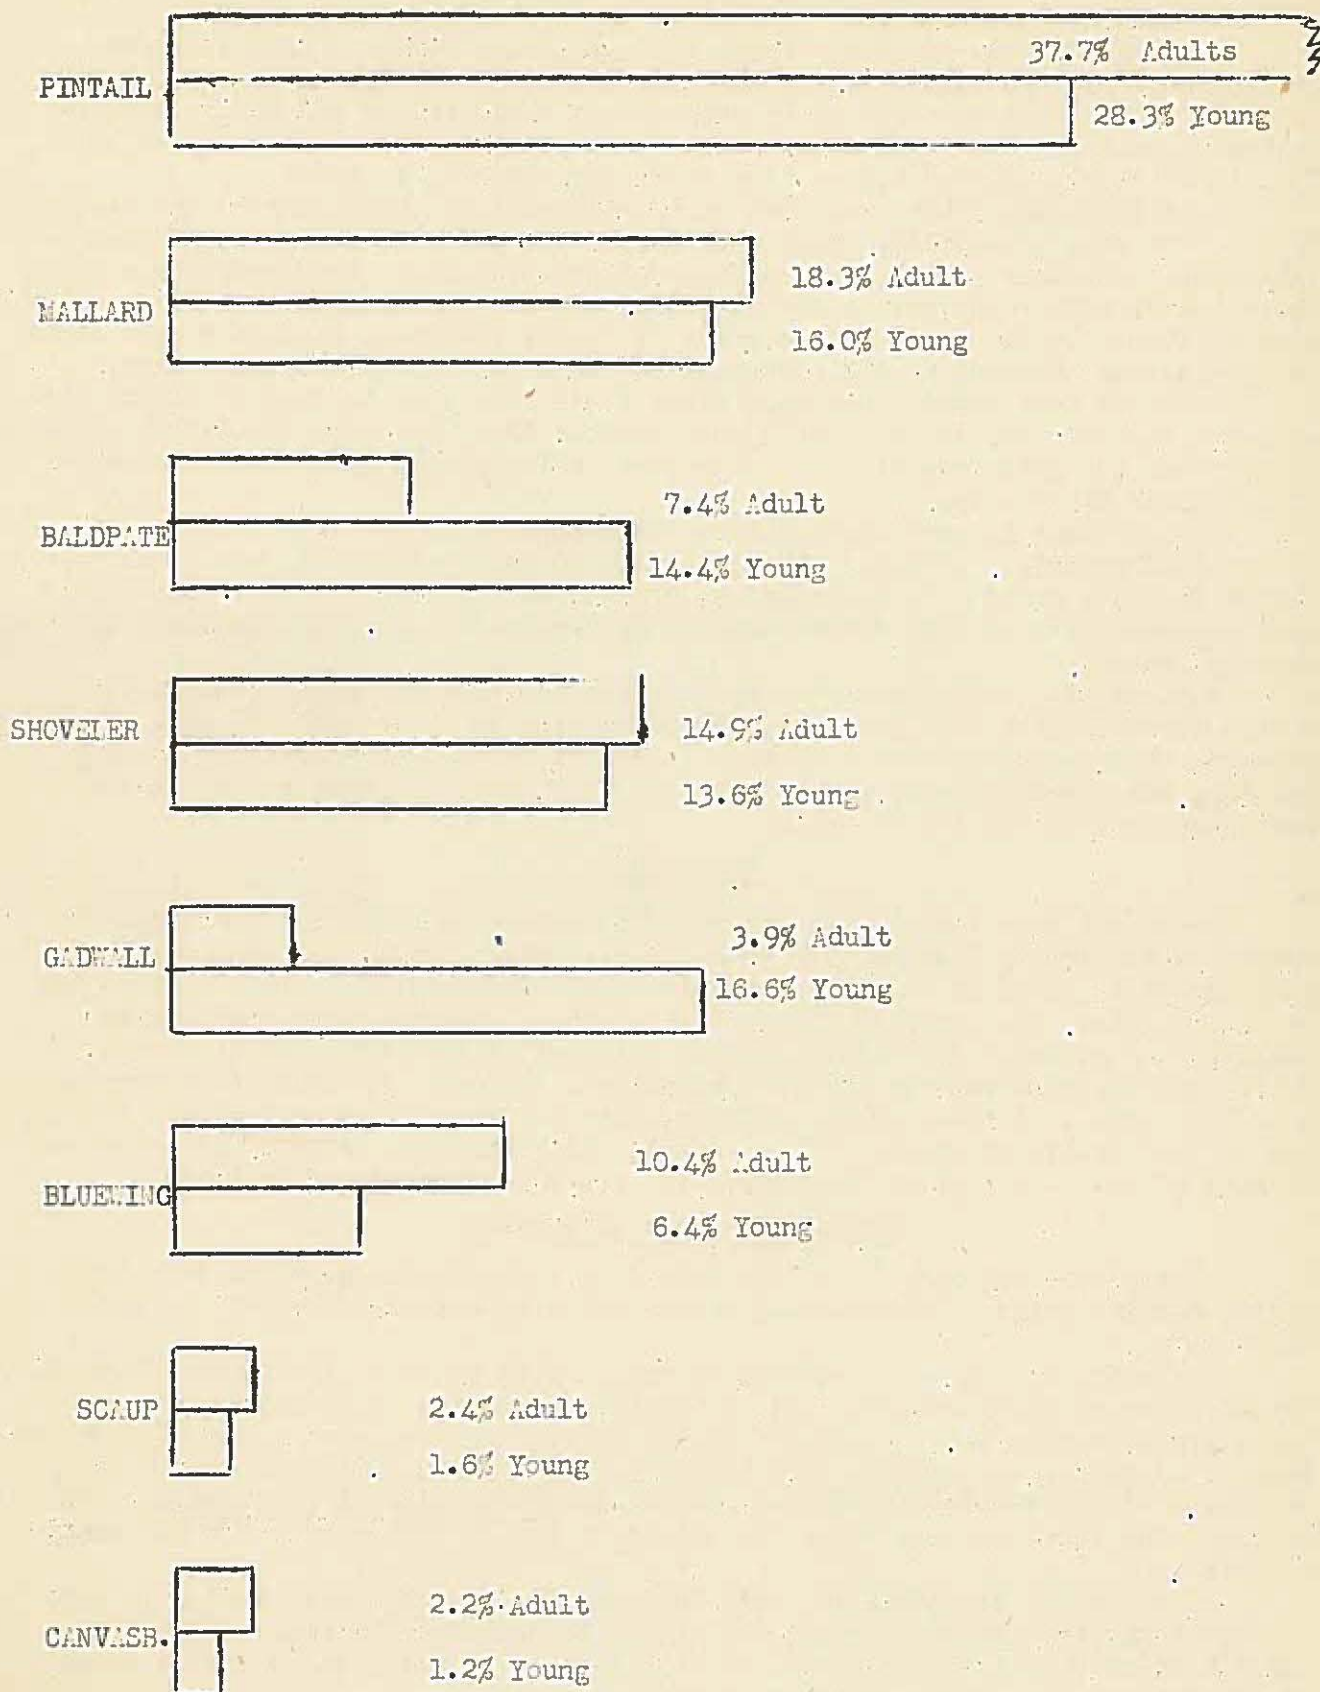 37.7% Adults
PINTAIL
28.3% Young
18.3% Adult
MALLARD
16.0% Young
7.4% Adult
BALDPATE
14.4% Young
SHOVELER
14.9% Adult
13.6% Young
3.9% Adult
GADWALL
16.6% Young
10.4% Adult
BLUEWING
6.4% Young
SCAUP
2.4% Adult
1.6% Young
2.2% Adult
CANVASB.
1.2% Young